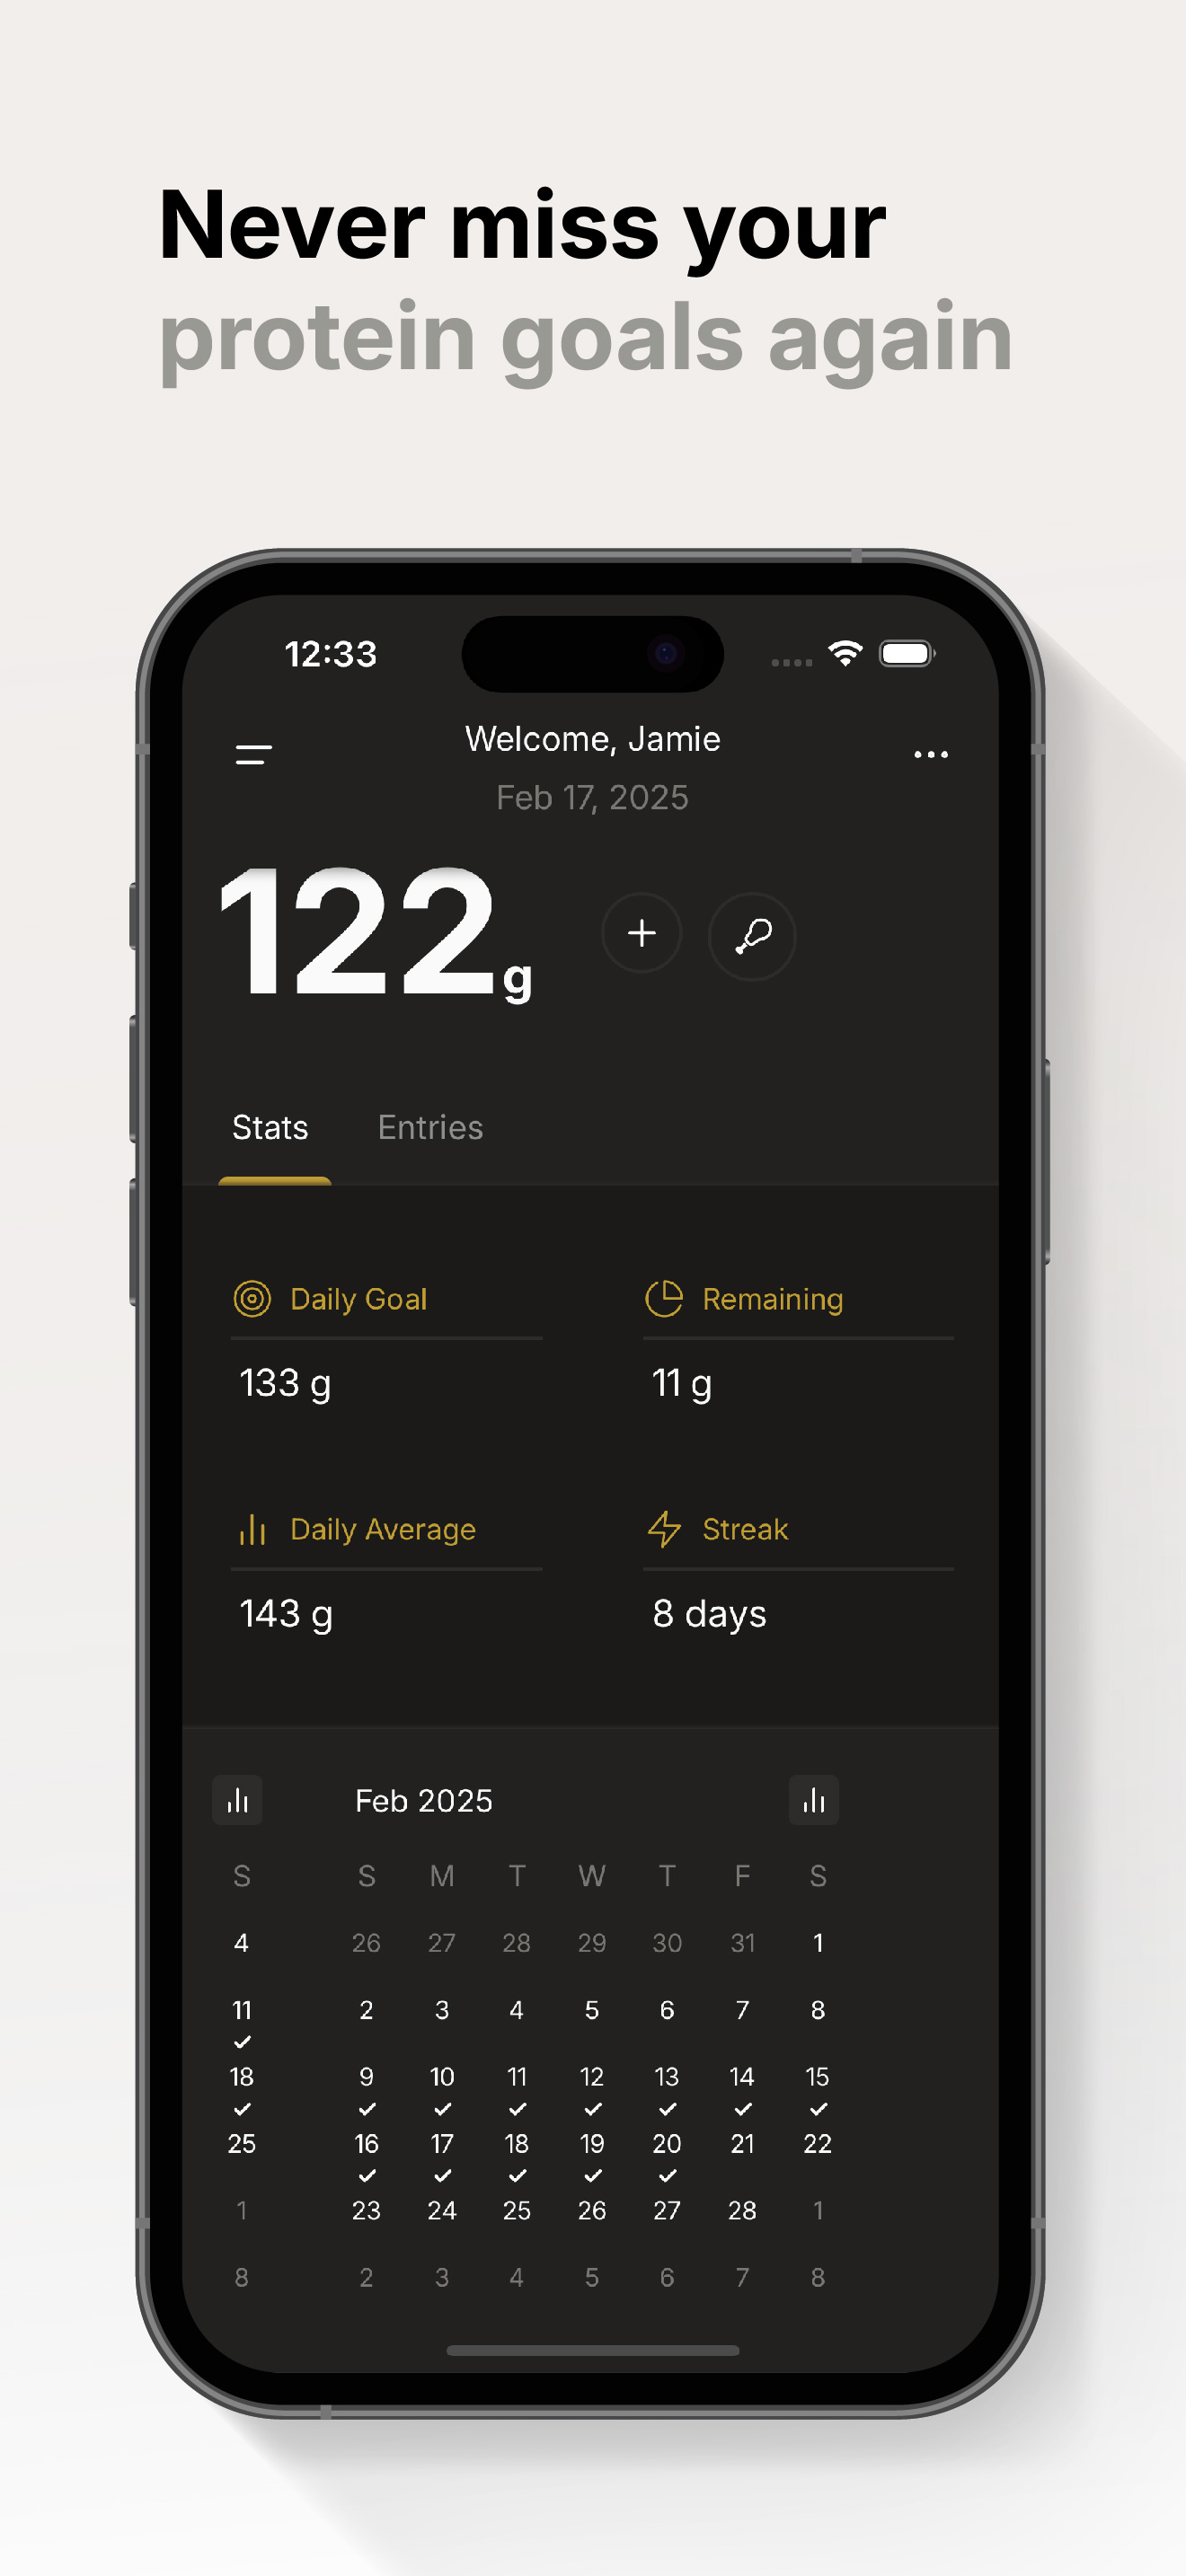 Never miss your
protein goals again
12:33
Welcome, Jamie
Feb 17, 2025
122g
Stats Entries
Daily Goal Remaining
133 g 11 g
Daily Average Streak
143 g 8 days
Feb 2025
S S M T W T F S
4 26 27 28 29 30 31 1
11 2 3 4 5 6 7 8
18 9 10 11 12 13 14 15
25 16 17 18 19 20 21 22
1 23 24 25 26 27 28 1
8 2 3 4 5 6 7 8